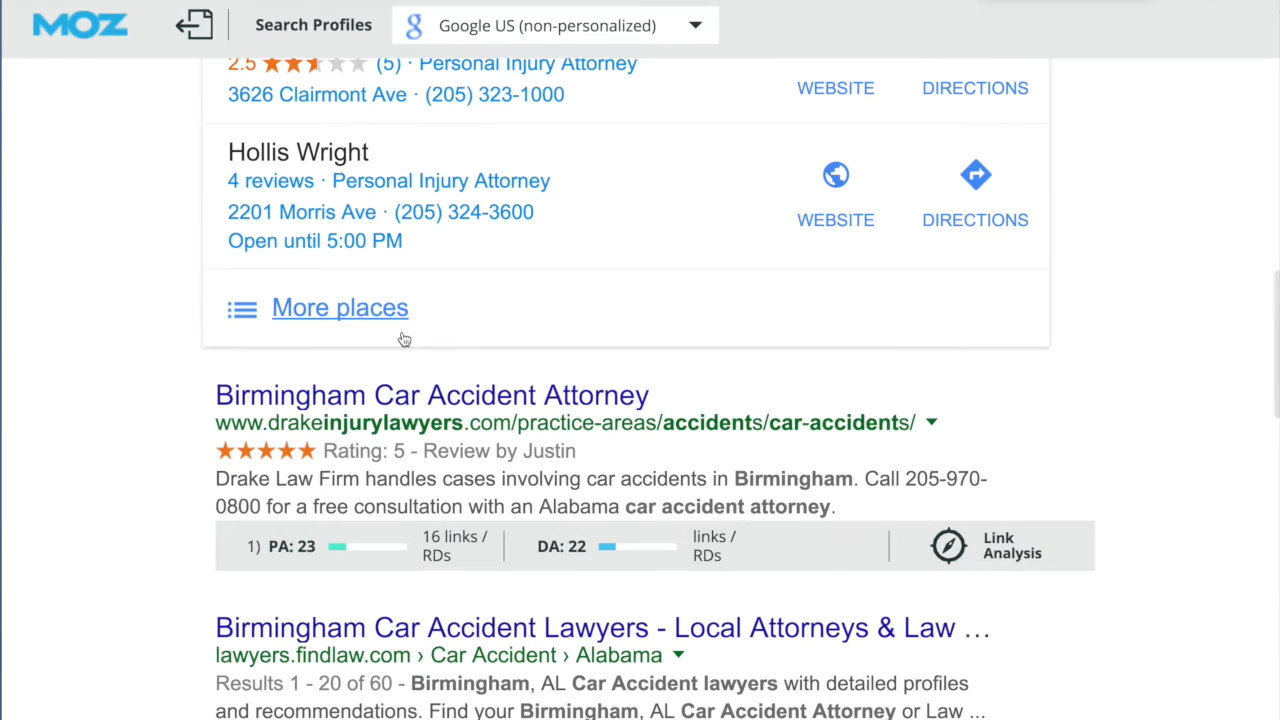 MOZ
Search Profiles
Google US (non-personalized)
2.5 (5) · Personal Injury Attorney
3626 Clairmont Ave · (205) 323-1000
WEBSITE
DIRECTIONS
Hollis Wright
4 reviews · Personal Injury Attorney
2201 Morris Ave · (205) 324-3600
Open until 5:00 PM
WEBSITE
DIRECTIONS
More places
Birmingham Car Accident Attorney
www.drakeinjurylawyers.com/practice-areas/accidents/car-accidents/
Rating: 5 - Review by Justin
Drake Law Firm handles cases involving car accidents in Birmingham. Call 205-970-
0800 for a free consultation with an Alabama car accident attorney.
1) PA: 23
16 links /
RDs
DA: 22
links /
RDs
Link
Analysis
Birmingham Car Accident Lawyers - Local Attorneys & Law ...
lawyers.findlaw.com › Car Accident › Alabama
Results 1 - 20 of 60 - Birmingham, AL Car Accident lawyers with detailed profiles
and recommendations. Find your Birmingham, AL Car Accident Attorney or Law ...